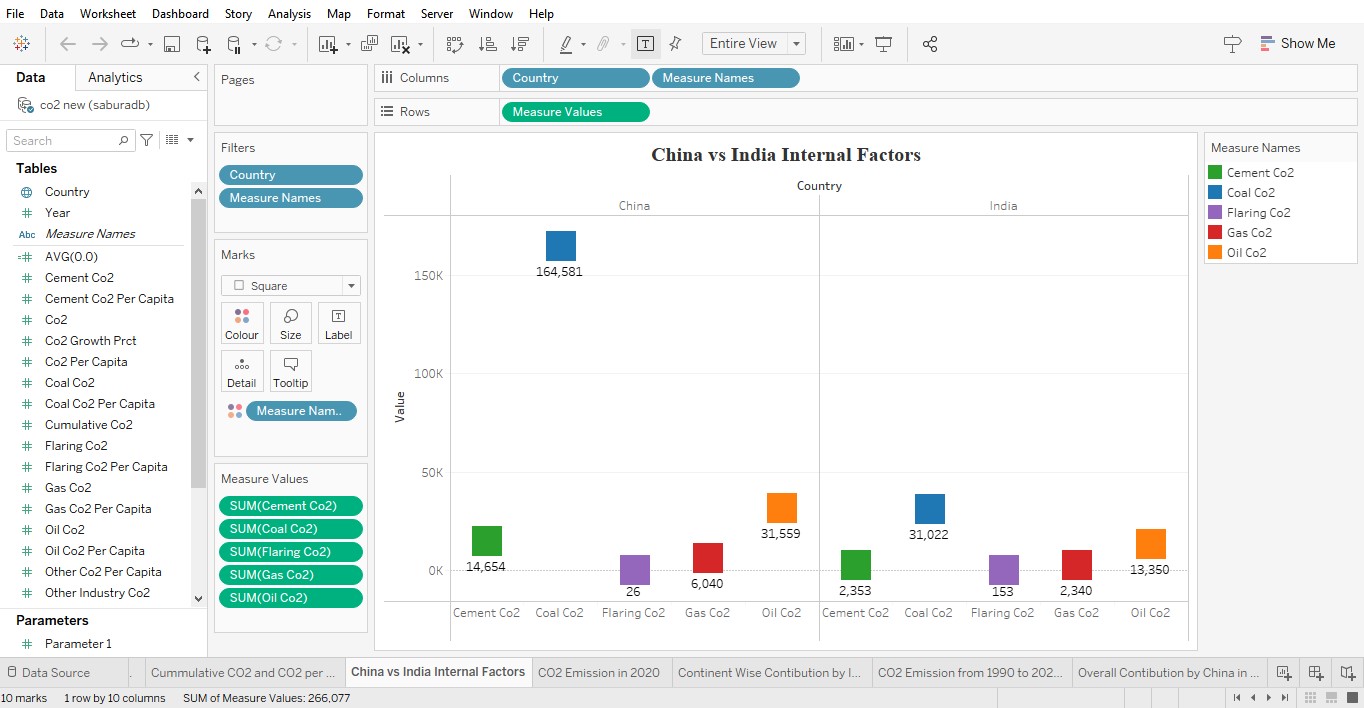 File Data Worksheet Dashboard Story Analysis Map Format Server Window Help
Entire View
Show Me
Data Analytics
co2 new (saburadb)
Search
Tables
Country
Year
Abc Measure Names
AVG(0.0)
Cement Co2
Cement Co2 Per Capita
Co2
Co2 Growth Prct
Co2 Per Capita
Coal Co2
Coal Co2 Per Capita
Cumulative Co2
Flaring Co2
Flaring Co2 Per Capita
Gas Co2
Gas Co2 Per Capita
Oil Co2
Oil Co2 Per Capita
Other Co2 Per Capita
Other Industry Co2
Parameters
Parameter 1
Pages
Filters
Country
Measure Names
Marks
Square
Colour Size Label
Detail Tooltip
Measure Nam..
Measure Values
SUM(Cement Co2)
SUM(Coal Co2)
SUM(Flaring Co2)
SUM(Gas Co2)
SUM(Oil Co2)
Columns Country Measure Names
Rows Measure Values
China vs India Internal Factors
Country
China India
Value
150K
100K
50K
0K
164,581
14,654
26
6,040
31,559
2,353
31,022
153
2,340
13,350
Cement Co2 Coal Co2 Flaring Co2 Gas Co2 Oil Co2 Cement Co2 Coal Co2 Flaring Co2 Gas Co2 Oil Co2
Measure Names
Cement Co2
Coal Co2
Flaring Co2
Gas Co2
Oil Co2
Data Source . Cummulative CO2 and CO2 per ... China vs India Internal Factors CO2 Emission in 2020 Continent Wise Contibution by I... CO2 Emission from 1990 to 202... Overall Contibution by China in ...
10 marks 1 row by 10 columns SUM of Measure Values: 266,077